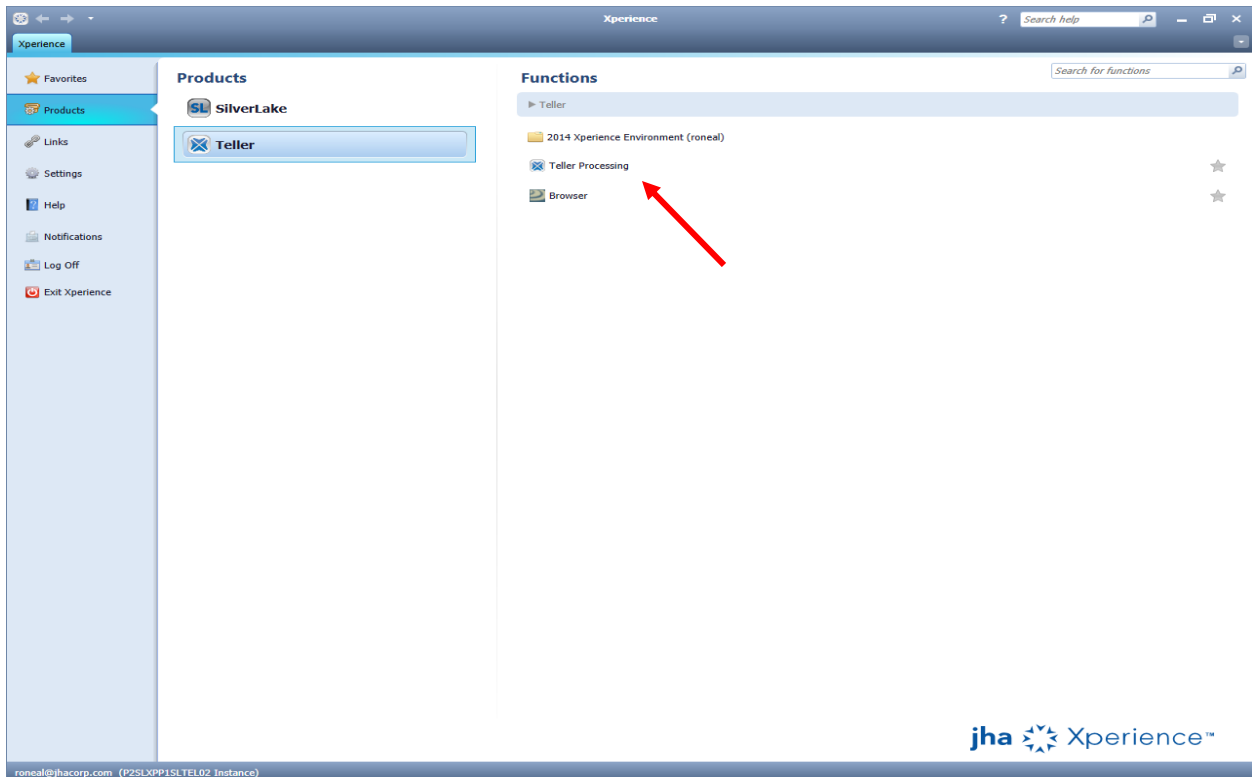 Xperience
? Search help
Xperience
Favorites
Products
Links
Settings
Help
Notifications
Log Off
Exit Xperience
Products
SL SilverLake
Teller
Functions
Search for functions
Teller
2014 Xperience Environment (roneal)
Teller Processing
Browser
jha Xperience™
roneal@jhacorp.com (P2SLXPP1SLTEL02 Instance)